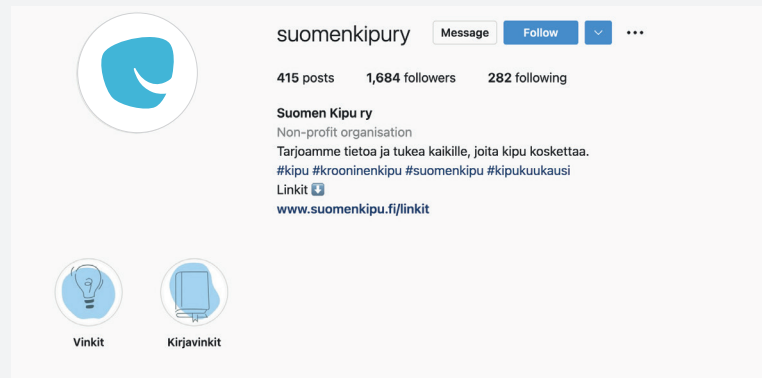 suomenkipury Message Follow
415 posts 1,684 followers 282 following
Suomen Kipu ry
Non-profit organisation
Tarjoamme tietoa ja tukea kaikille, joita kipu koskettaa.
#kipu #krooninenkipu #suomenkipu #kipukuukausi
Linkit ⬇️
www.suomenkipu.fi/linkit
Vinkit Kirjavinkit